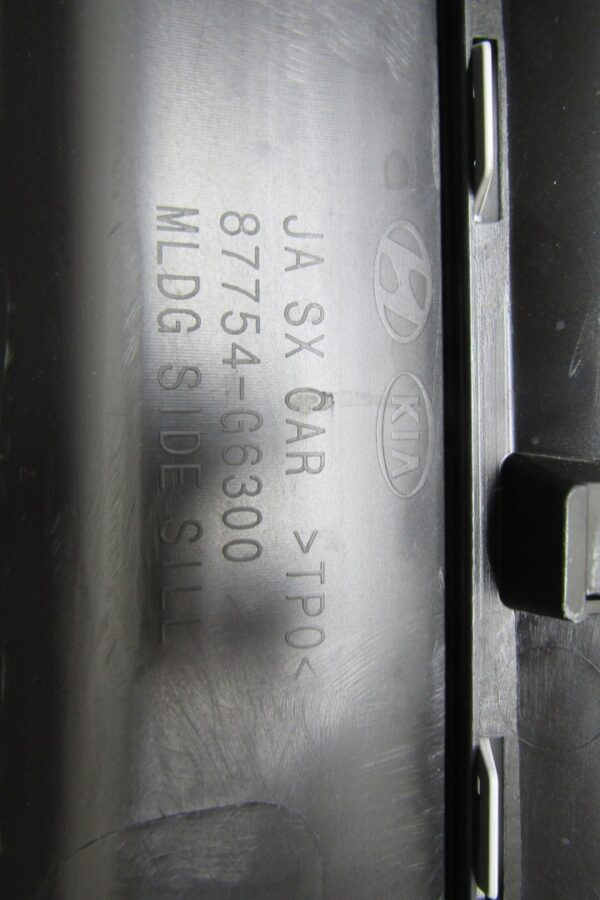 KIA
JA SX CAR >TPO<
87754-G6300
MLDG SIDE SILL